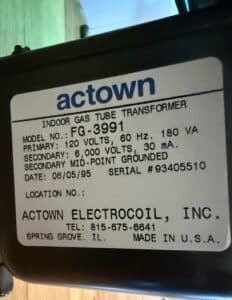 actown
INDOOR GAS TUBE TRANSFORMER
MODEL NO.: FG-3991
PRIMARY: 120 VOLTS, 60 Hz. 180 VA
SECONDARY: 6,000 VOLTS, 30 mA.
SECONDARY MID-POINT GROUNDED
DATE: 06/05/95 SERIAL #93405510
LOCATION NO.:
ACTOWN ELECTROCOIL, INC.
TEL: 815-675-6641
SPRING GROVE, IL. MADE IN U.S.A.